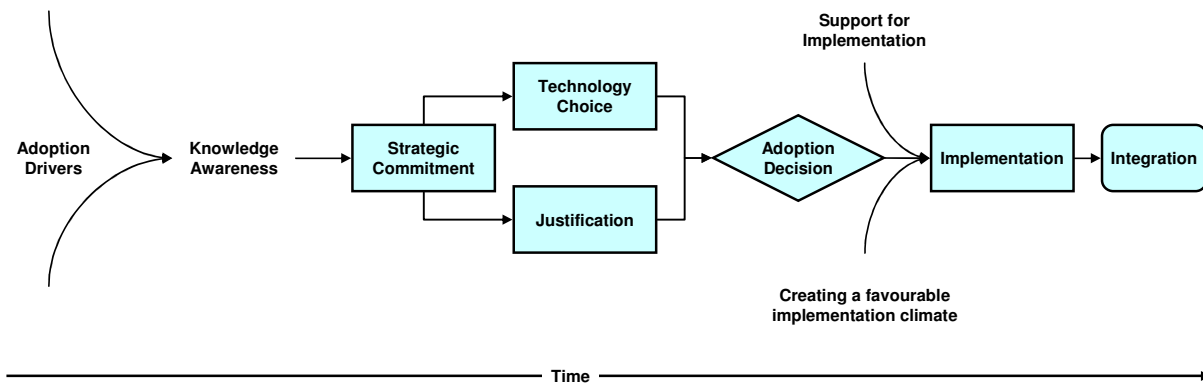 Adoption
Drivers
Knowledge
Awareness
Strategic
Commitment
Technology
Choice
Justification
Adoption
Decision
Support for
Implementation
Creating a favourable
implementation climate
Implementation
Integration
Time